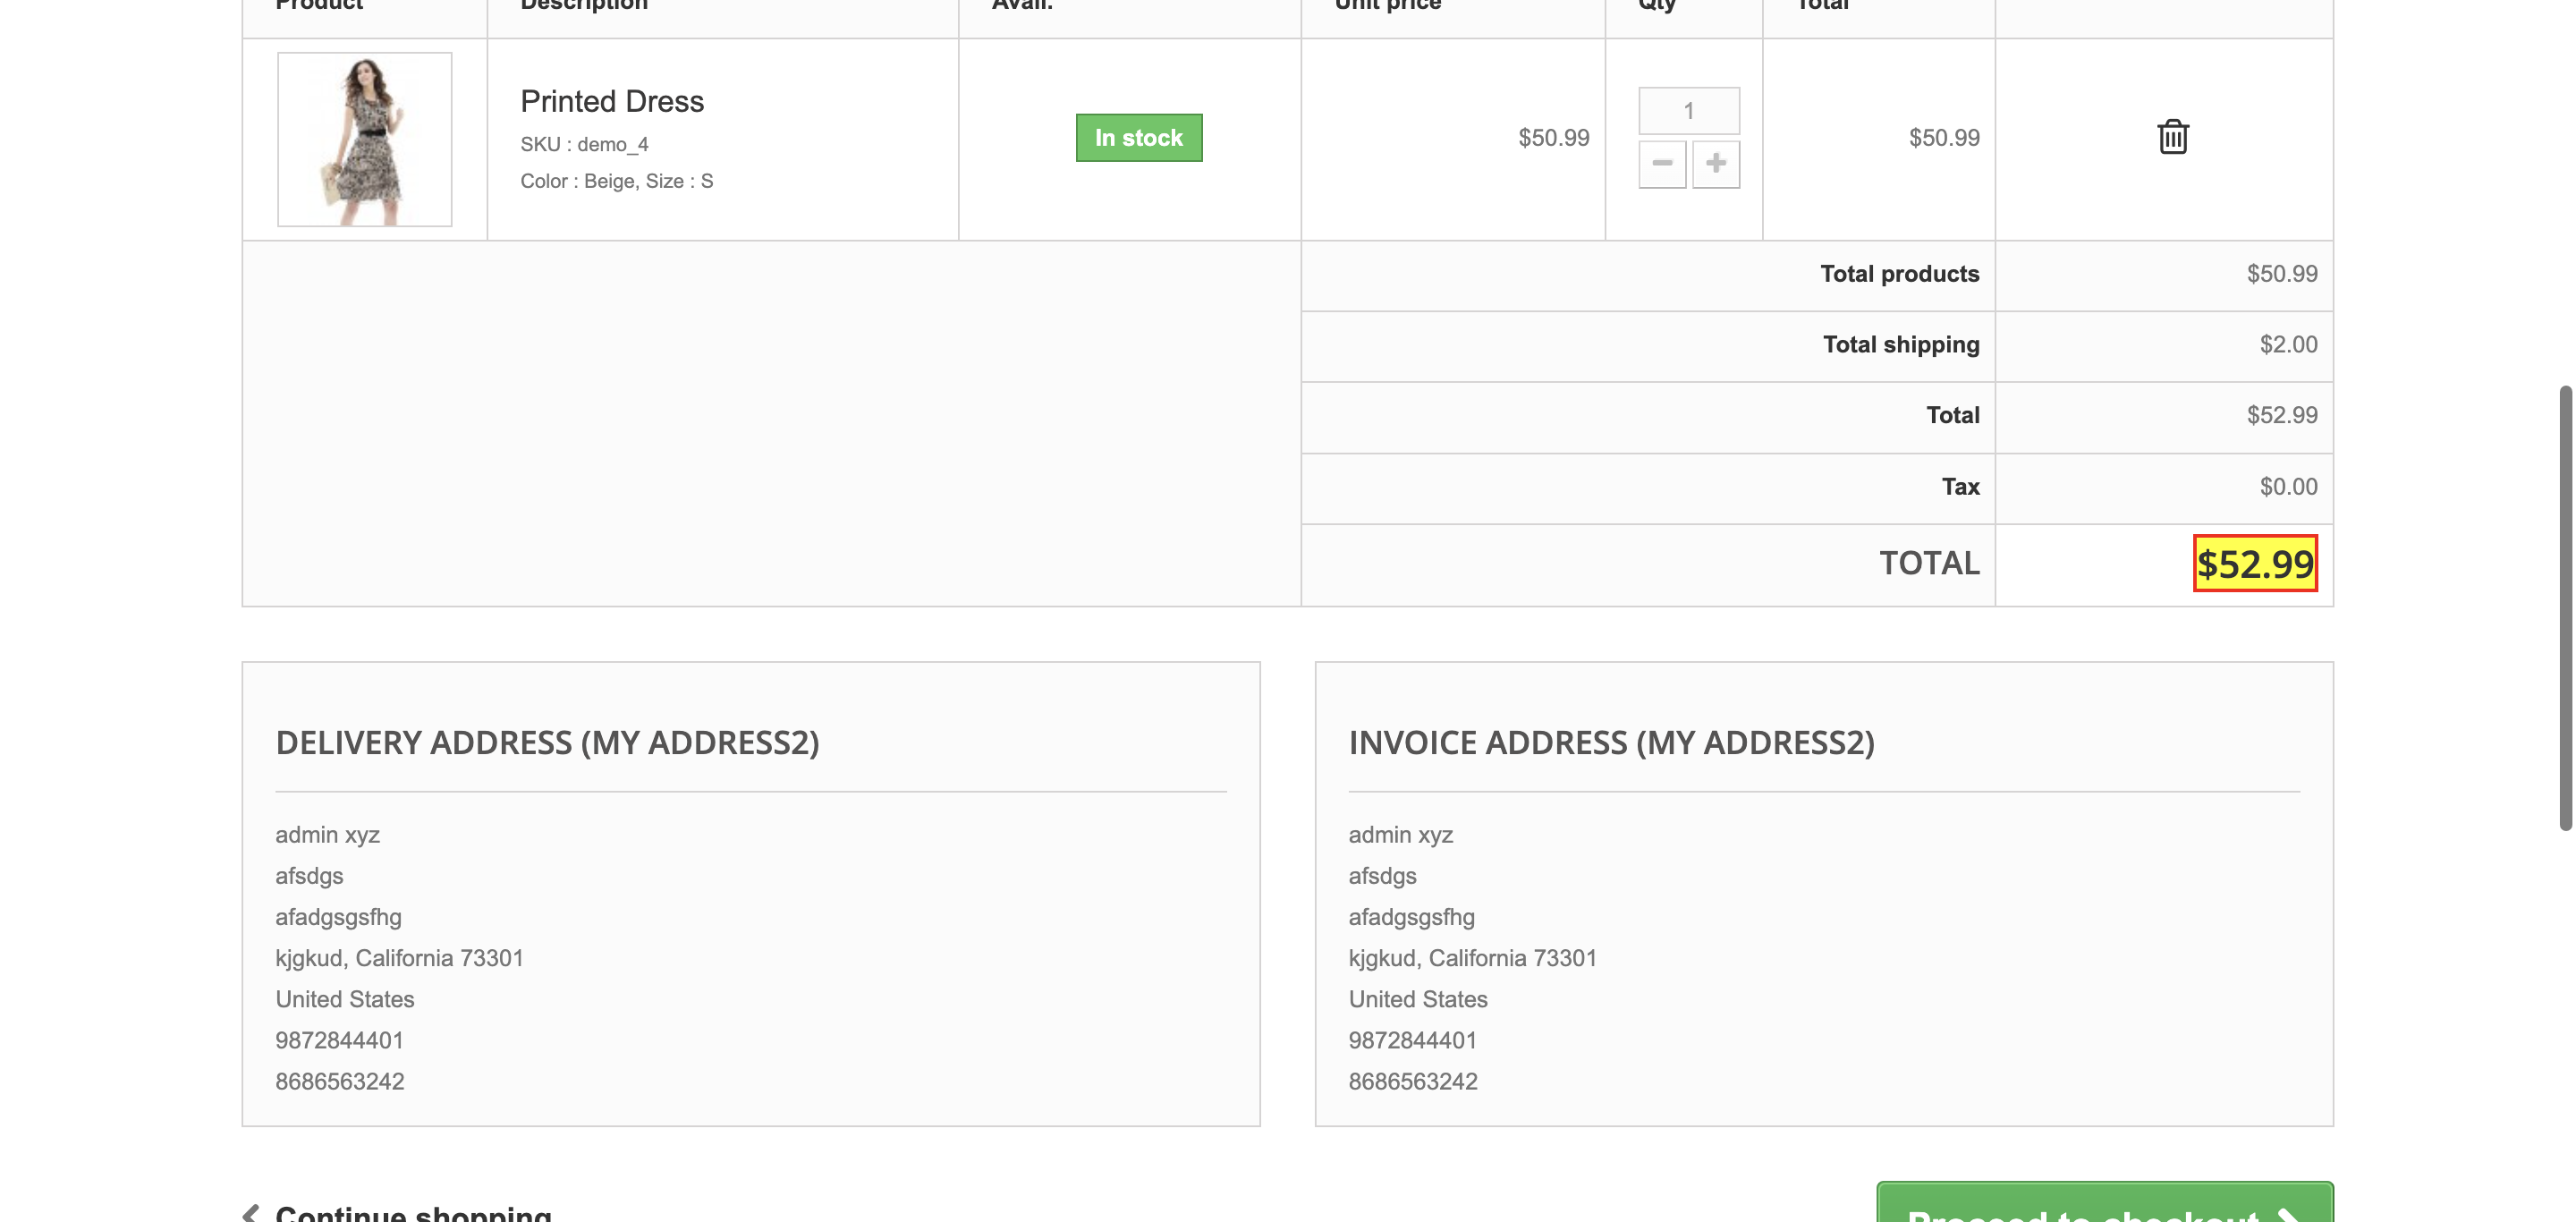 Product Description Avail. Unit price Qty Total
Printed Dress
SKU : demo_4
Color : Beige, Size : S
In stock
$50.99
1
$50.99
Total products $50.99
Total shipping $2.00
Total $52.99
Tax $0.00
TOTAL $52.99
DELIVERY ADDRESS (MY ADDRESS2)
admin xyz
afsdgs
afadgsgsfhg
kjgkud, California 73301
United States
9872844401
8686563242
INVOICE ADDRESS (MY ADDRESS2)
admin xyz
afsdgs
afadgsgsfhg
kjgkud, California 73301
United States
9872844401
8686563242
Continue shopping
Proceed to checkout